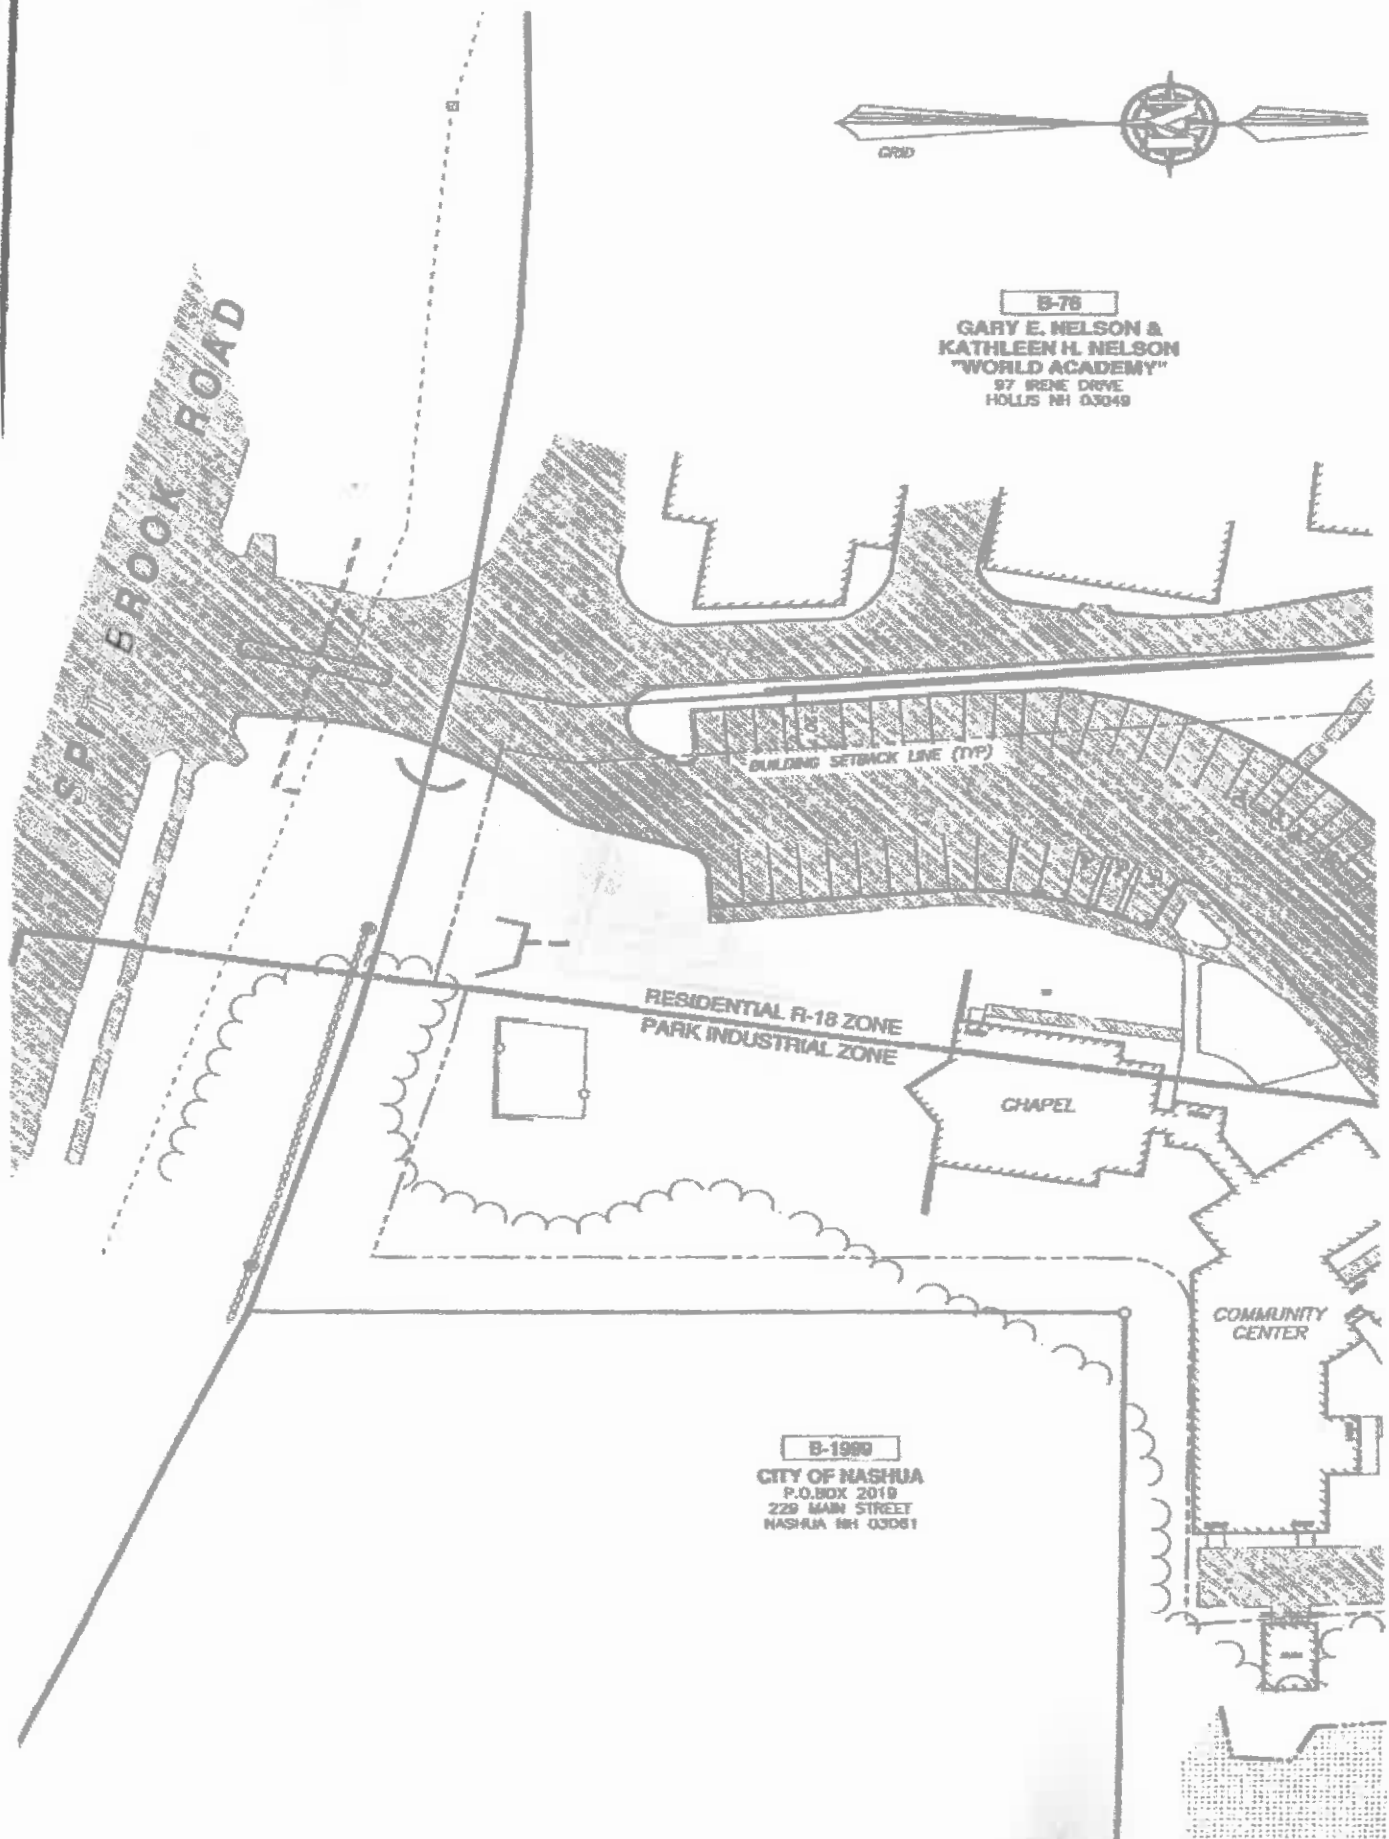 GRID
N
B-76
GARY E. NELSON &
KATHLEEN H. NELSON
"WORLD ACADEMY"
97 IRENE DRIVE
HOLLIS NH 03049
SPIT BROOK ROAD
BUILDING SETBACK LINE (TYP)
RESIDENTIAL R-18 ZONE
PARK INDUSTRIAL ZONE
CHAPEL
COMMUNITY
CENTER
B-1999
CITY OF NASHUA
P.O.BOX 2019
229 MAIN STREET
NASHUA NH 03061